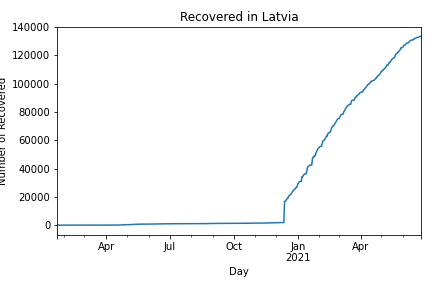 Recovered in Latvia
Number of Recovered
140000
120000
100000
80000
60000
40000
20000
0
Apr
Jul
Oct
Jan
2021
Apr
Day